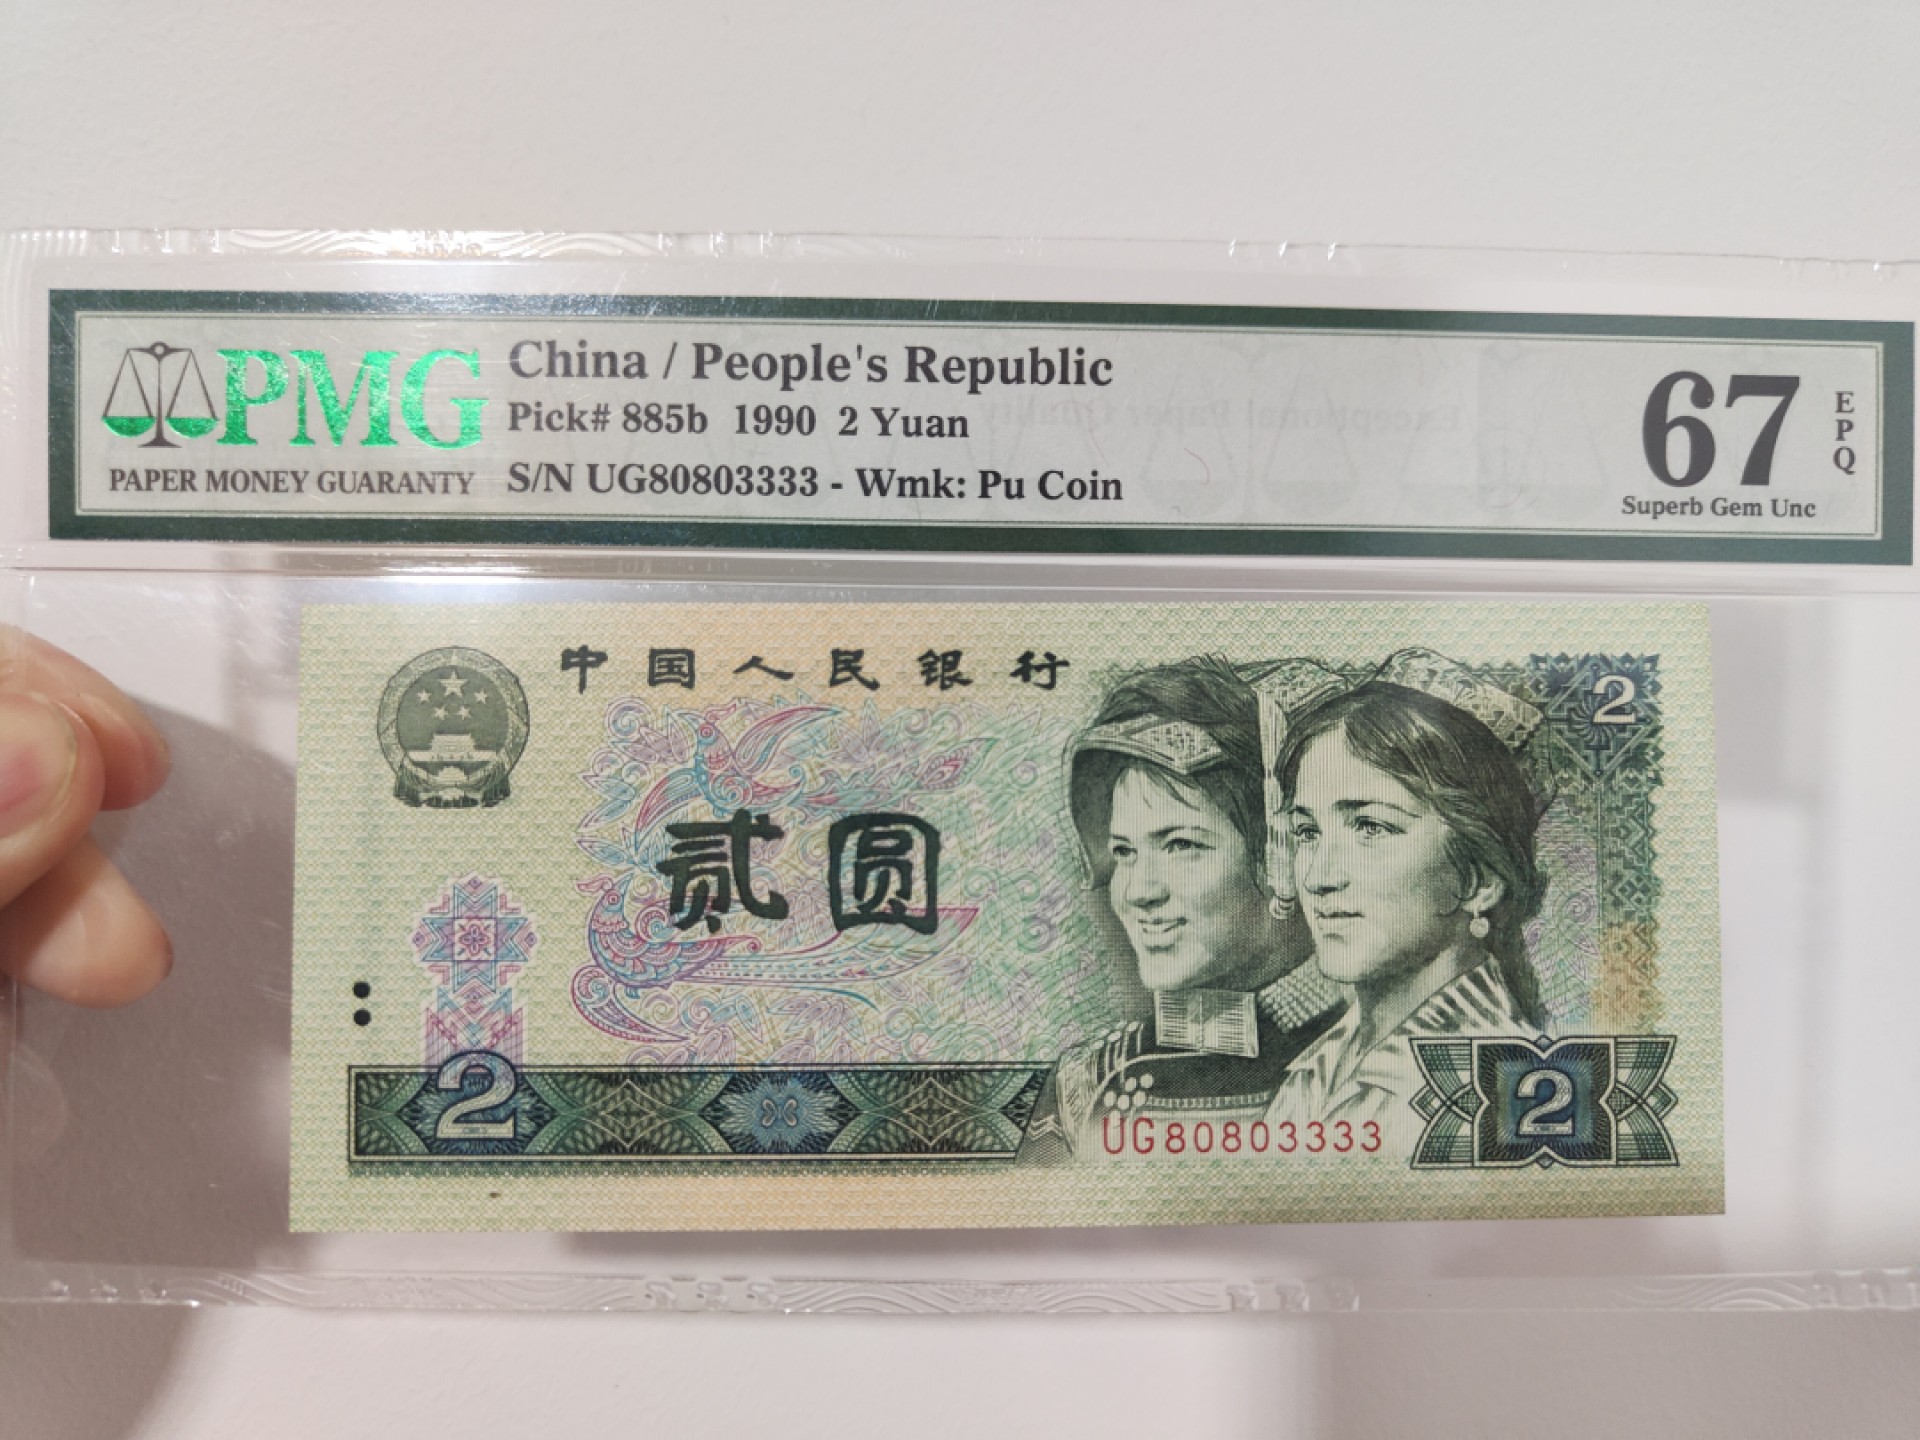 PMG
PAPER MONEY GUARANTY
China / People's Republic
Pick# 885b 1990 2 Yuan
S/N UG80803333 - Wmk: Pu Coin
67
EPQ
Superb Gem Unc
中国人民银行
2
贰圆
2
UG80803333
2